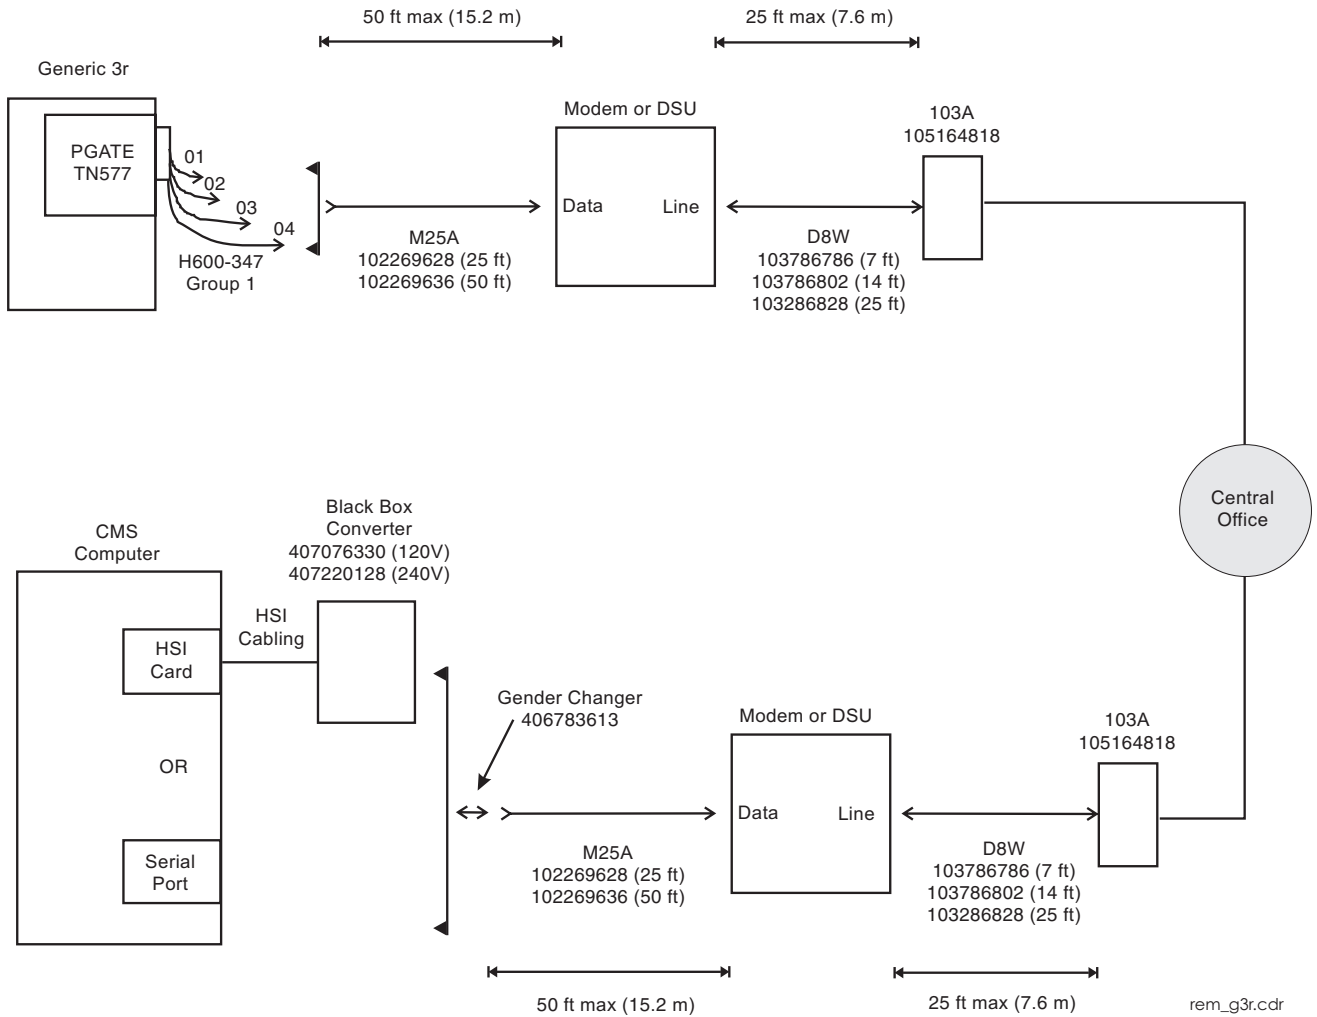 50 ft max (15.2 m)
25 ft max (7.6 m)
Generic 3r
PGATE
TN577
01
02
03
04
H600-347
Group 1
M25A
102269628 (25 ft)
102269636 (50 ft)
Modem or DSU
Data
Line
D8W
103786786 (7 ft)
103786802 (14 ft)
103286828 (25 ft)
103A
105164818
Central
Office
CMS
Computer
HSI
Card
OR
Serial
Port
HSI
Cabling
Black Box
Converter
407076330 (120V)
407220128 (240V)
Gender Changer
406783613
M25A
102269628 (25 ft)
102269636 (50 ft)
Modem or DSU
Data
Line
D8W
103786786 (7 ft)
103786802 (14 ft)
103286828 (25 ft)
103A
105164818
50 ft max (15.2 m)
25 ft max (7.6 m)
rem_g3r.cdr